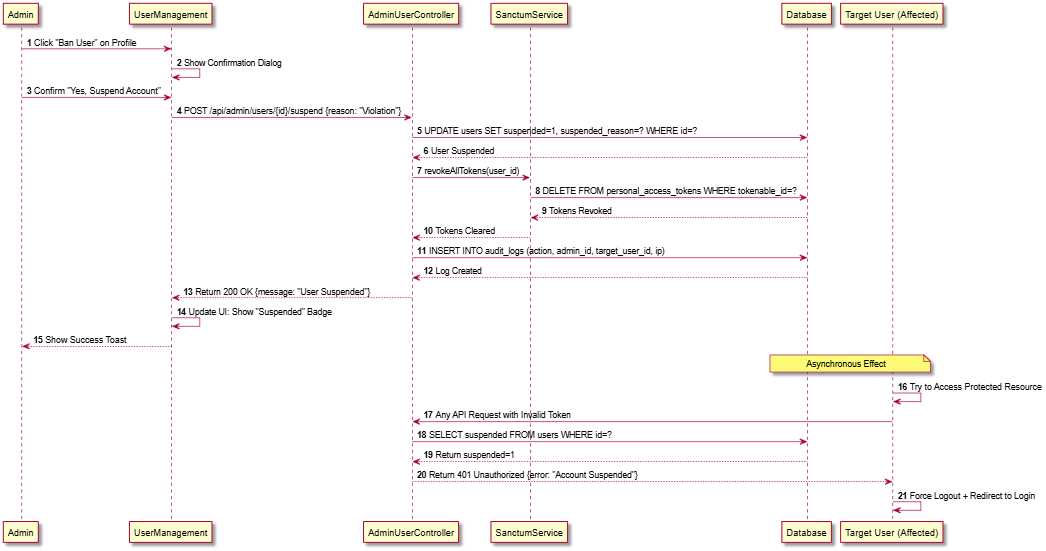 Admin
UserManagement
AdminUserController
SanctumService
Database
Target User (Affected)
1 Click "Ban User" on Profile
2 Show Confirmation Dialog
3 Confirm "Yes, Suspend Account"
4 POST /api/admin/users/{id}/suspend {reason: "Violation"}
5 UPDATE users SET suspended=1, suspended_reason=? WHERE id=?
6 User Suspended
7 revokeAllTokens(user_id)
8 DELETE FROM personal_access_tokens WHERE tokenable_id=?
9 Tokens Revoked
10 Tokens Cleared
11 INSERT INTO audit_logs (action, admin_id, target_user_id, ip)
12 Log Created
13 Return 200 OK {message: "User Suspended"}
14 Update UI: Show "Suspended" Badge
15 Show Success Toast
Asynchronous Effect
16 Try to Access Protected Resource
17 Any API Request with Invalid Token
18 SELECT suspended FROM users WHERE id=?
19 Return suspended=1
20 Return 401 Unauthorized {error: "Account Suspended"}
21 Force Logout + Redirect to Login
Admin
UserManagement
AdminUserController
SanctumService
Database
Target User (Affected)